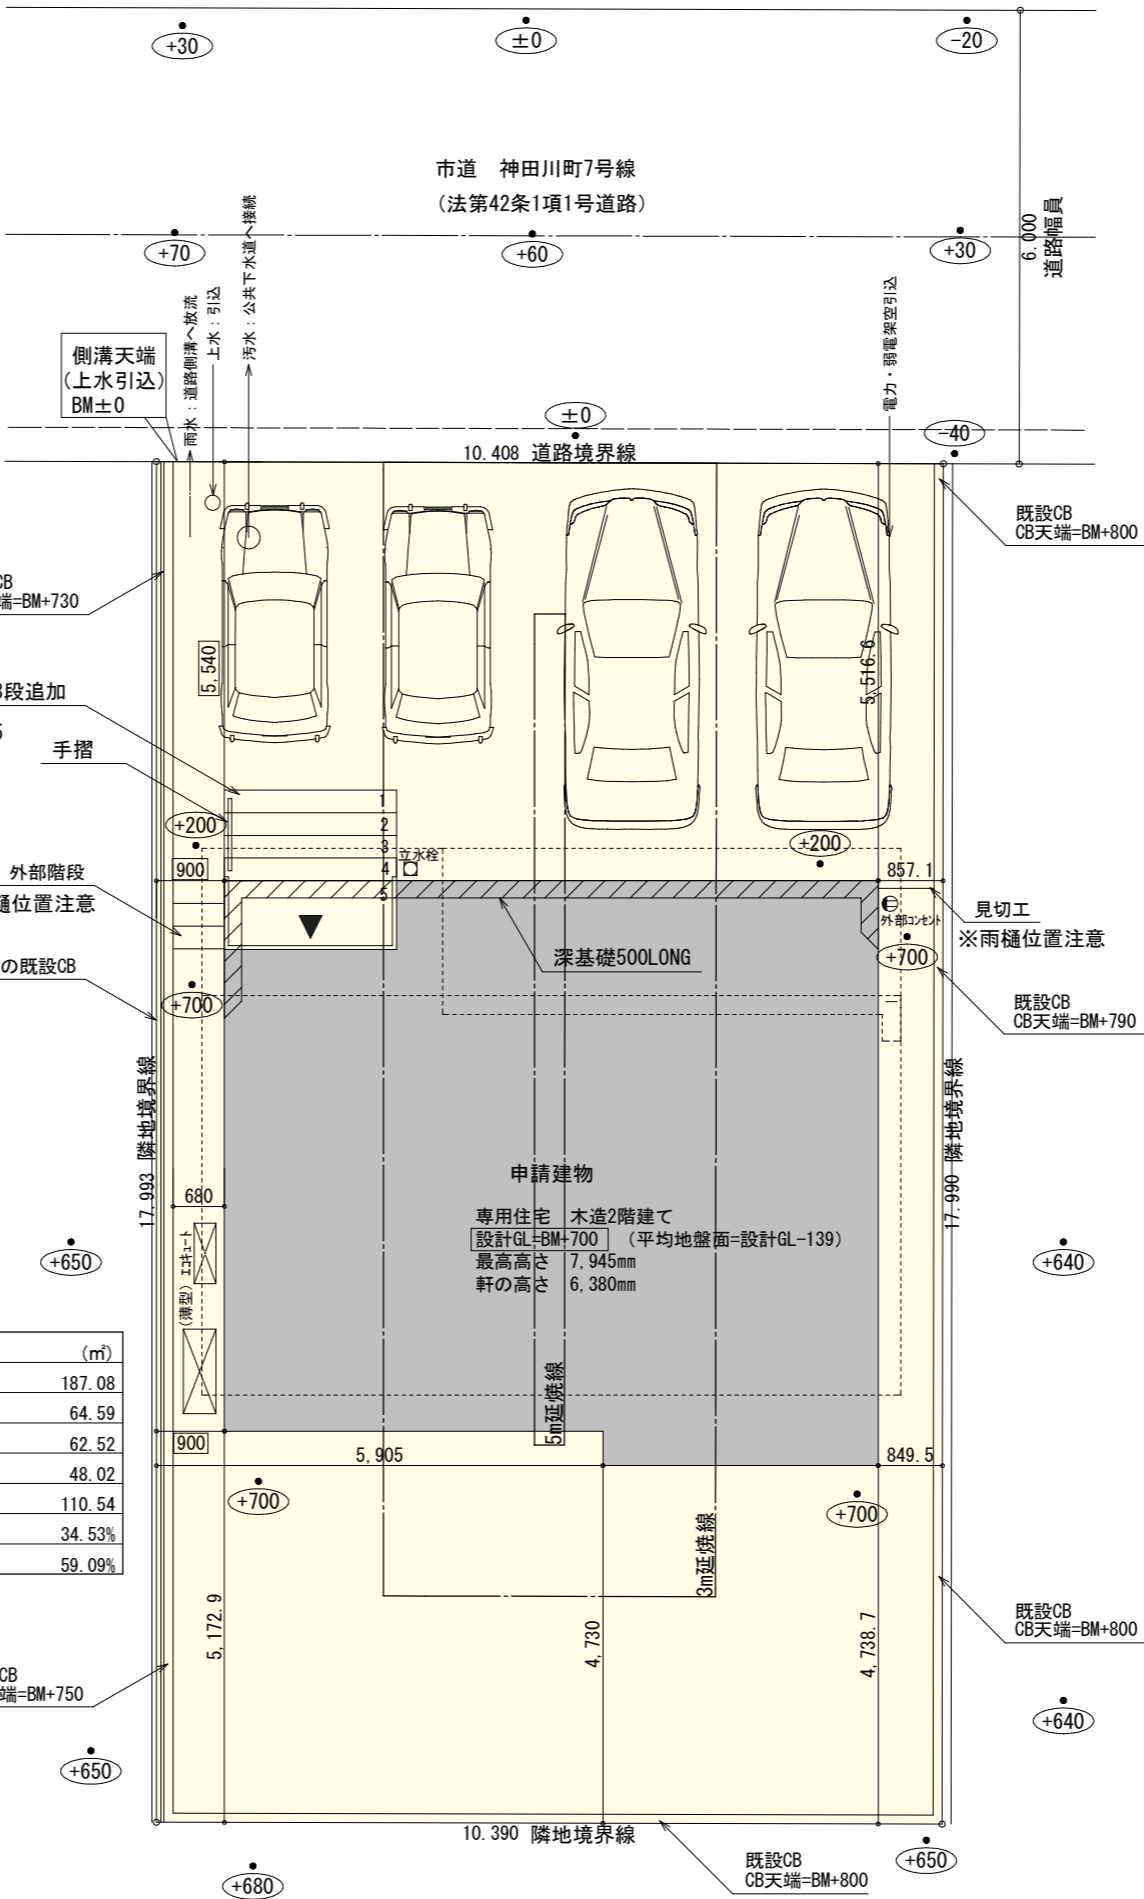 +30
±0
-20
市道 神田川町7号線
(法第42条1項1号道路)
6.000
道路幅員
+70
+60
+30
雨水：道路側溝へ放流
上水：引込
汚水：公共下水道へ接続
電力・弱電架空引込
側溝天端
(上水引込)
BM±0
±0
-40
10.408 道路境界線
既設CB
CB天端=BM+800
CB
端=BM+730
5,540
5,516.6
3段追加
手摺
1
2
3
4
5
+200
立水栓
+200
900
857.1
外部階段
樋位置注意
外部コンセント
見切工
※雨樋位置注意
深基礎500LONG
の既設CB
+700
+700
既設CB
CB天端=BM+790
17.993 隣地境界線
17.990 隣地境界線
申請建物
680
専用住宅 木造2階建て
設計GL=BM+700 (平均地盤面=設計GL-139)
最高高さ 7,945mm
軒の高さ 6,380mm
+650
+640
(薄型) エコキュート
(㎡)
187.08
64.59
62.52
48.02
110.54
34.53%
59.09%
5m延焼線
900
5,905
849.5
+700
+700
3m延焼線
5,172.9
4,730
4,738.7
既設CB
CB天端=BM+800
CB
端=BM+750
+650
+640
10.390 隣地境界線
既設CB
CB天端=BM+800
+650
+680